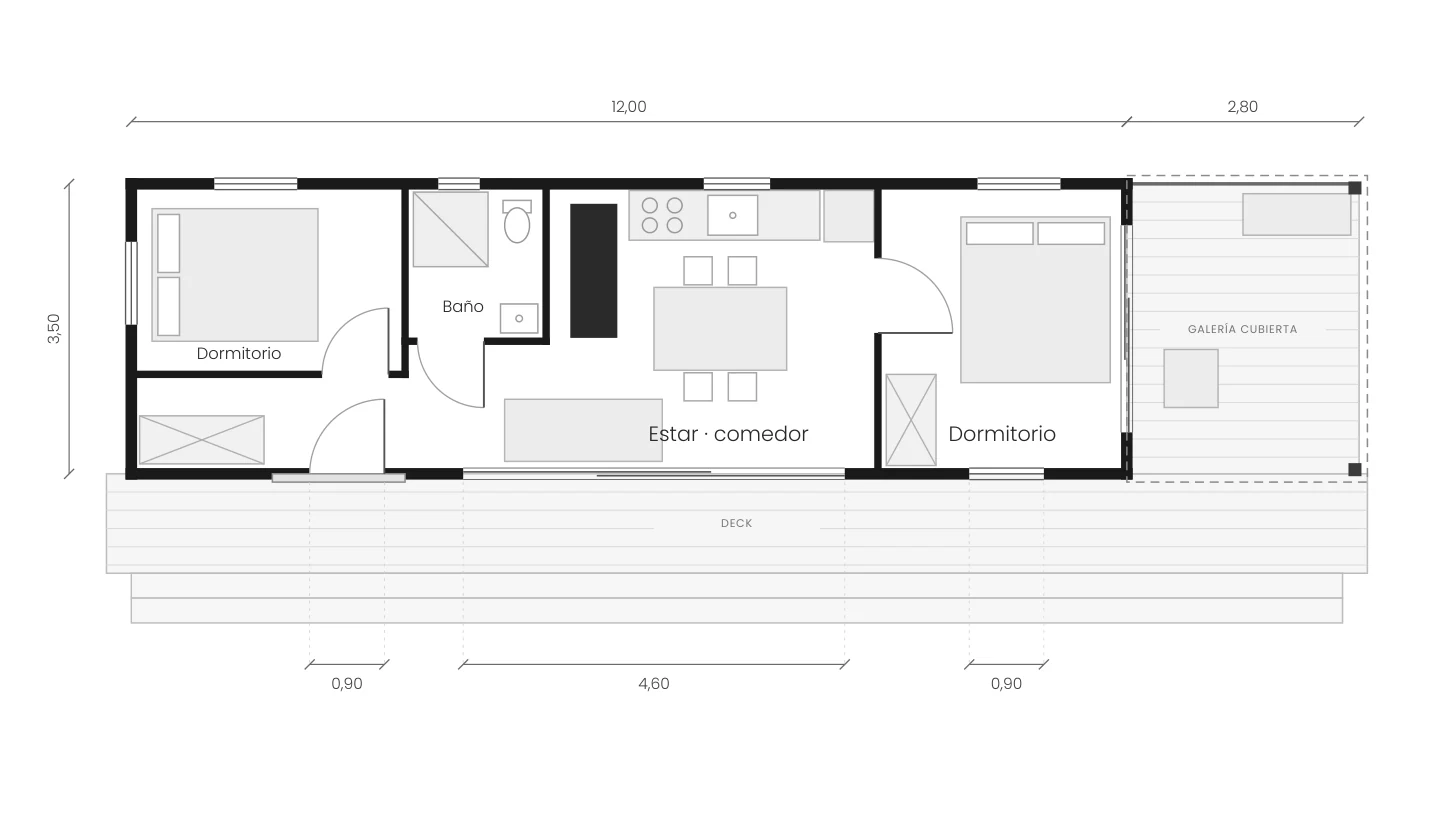 12,00
2,80
3,50
Baño
GALERÍA CUBIERTA
Dormitorio
Estar · comedor
Dormitorio
DECK
0,90
4,60
0,90